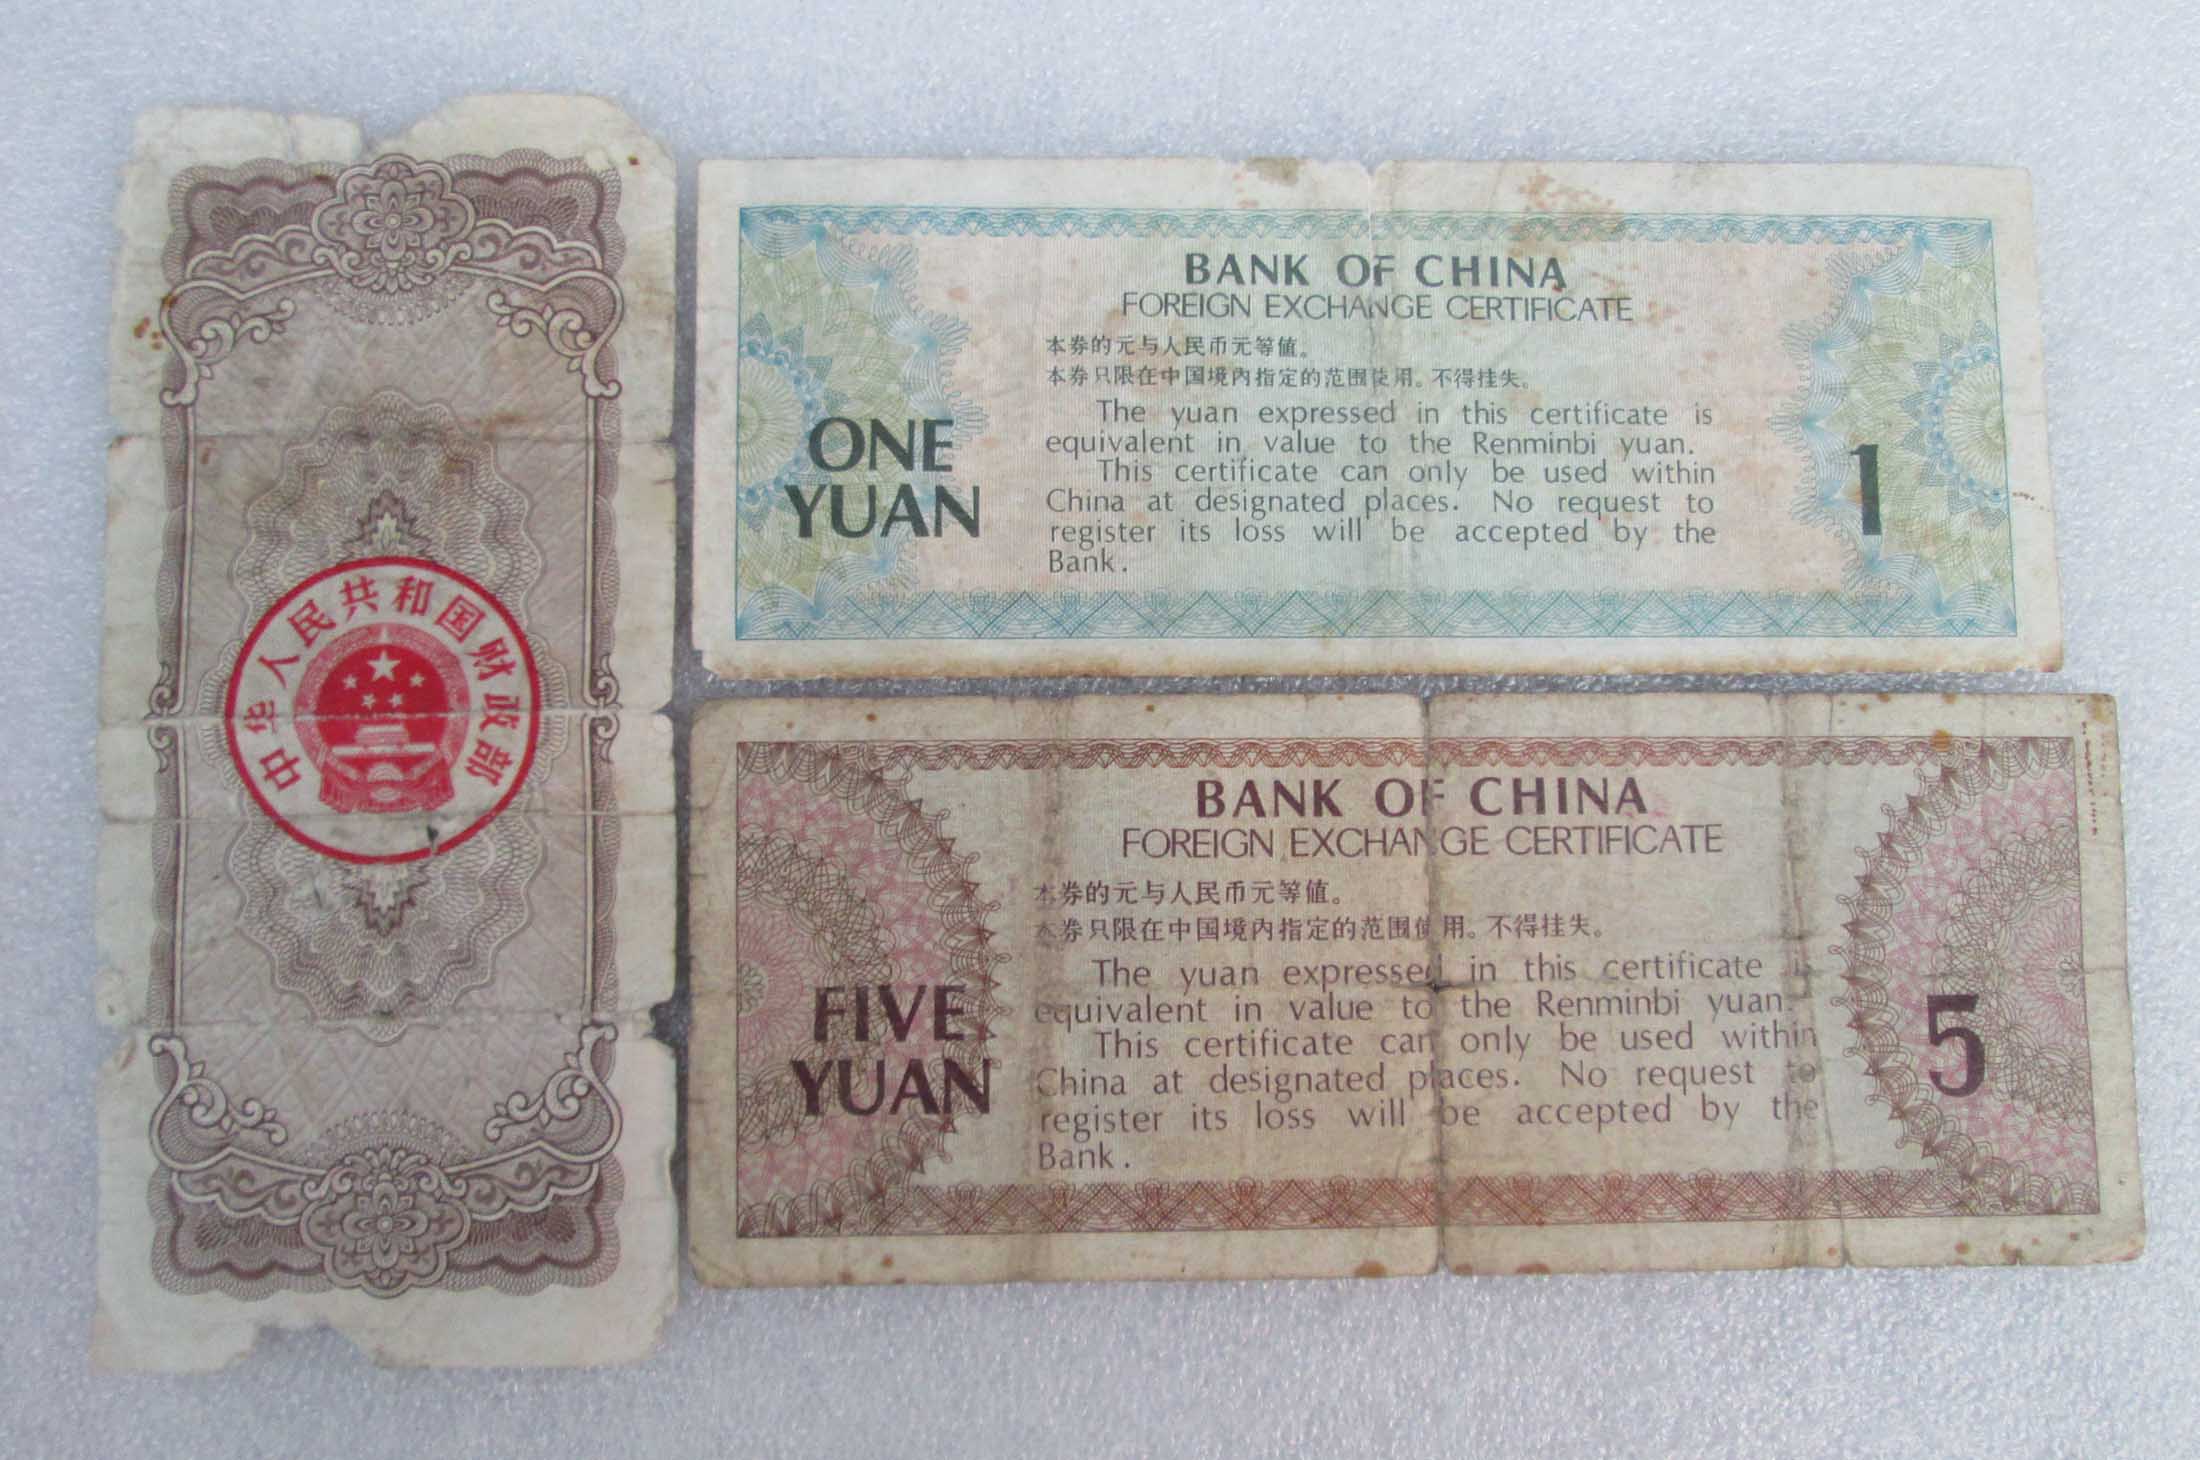 中华人民共和国财政部
BANK OF CHINA
FOREIGN EXCHANGE CERTIFICATE
本券的元与人民币元等值。
本券只限在中国境内指定的范围使用。不得挂失。
ONE
YUAN
The yuan expressed in this certificate is
equivalent in value to the Renminbi yuan.
This certificate can only be used within
China at designated places. No request to
register its loss will be accepted by the
Bank.
1
BANK OF CHINA
FOREIGN EXCHANGE CERTIFICATE
本券的元与人民币元等值。
本券只限在中国境内指定的范围使用。不得挂失。
FIVE
YUAN
The yuan expressed in this certificate is
equivalent in value to the Renminbi yuan.
This certificate can only be used within
China at designated places. No request to
register its loss will be accepted by the
Bank.
5